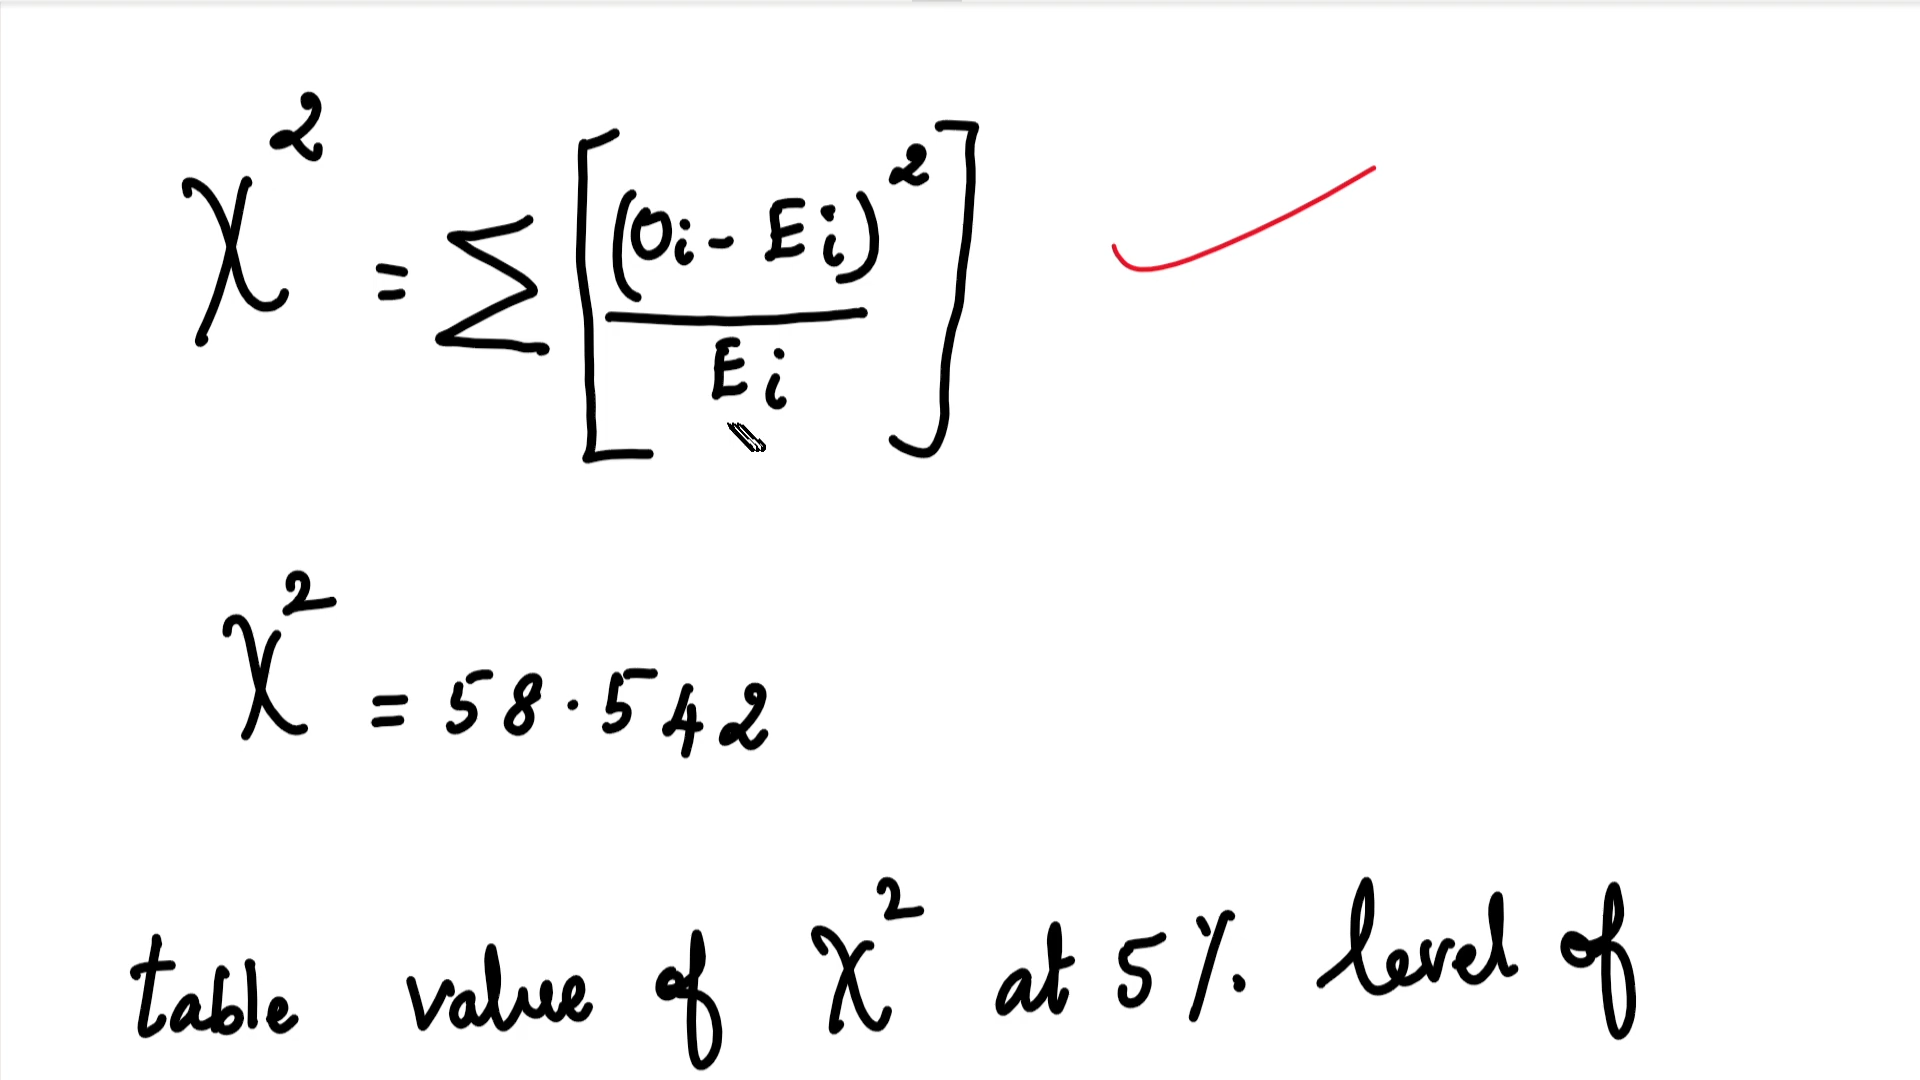 χ² = Σ [(Oi - Ei)² / Ei]
χ² = 58.542
table value of χ² at 5% level of